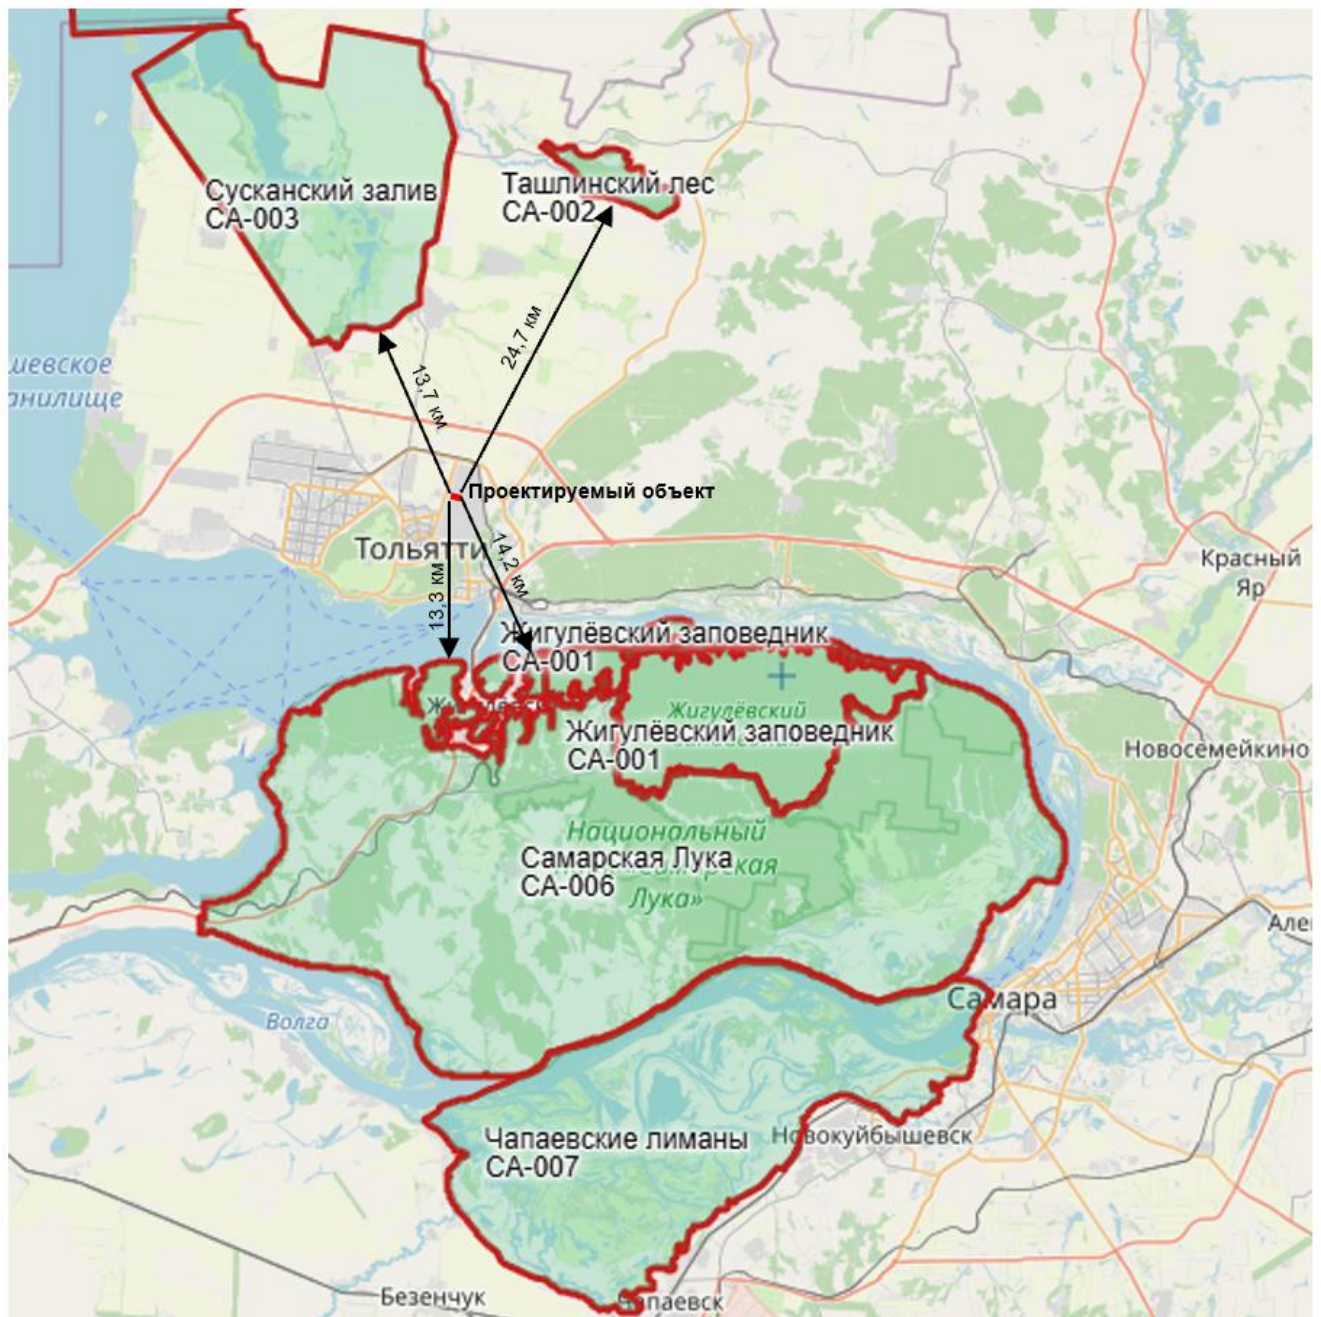 Сусканский залив
СА-003
Ташлинский лес
СА-002
24,7 км
13,7 км
шевское
анилище
Проектируемый объект
Тольятти
14,2 км
13,3 км
Красный
Яр
Жигулёвский заповедник
СА-001
Жигулёвский
Жигулёвский заповедник
СА-001
Новосемейкино
Национальный
Самарская Лука
СА-006
Лука»
Але
Самара
Волга
Чапаевские лиманы
СА-007
Новокуйбышевск
Безенчук
Чапаевск